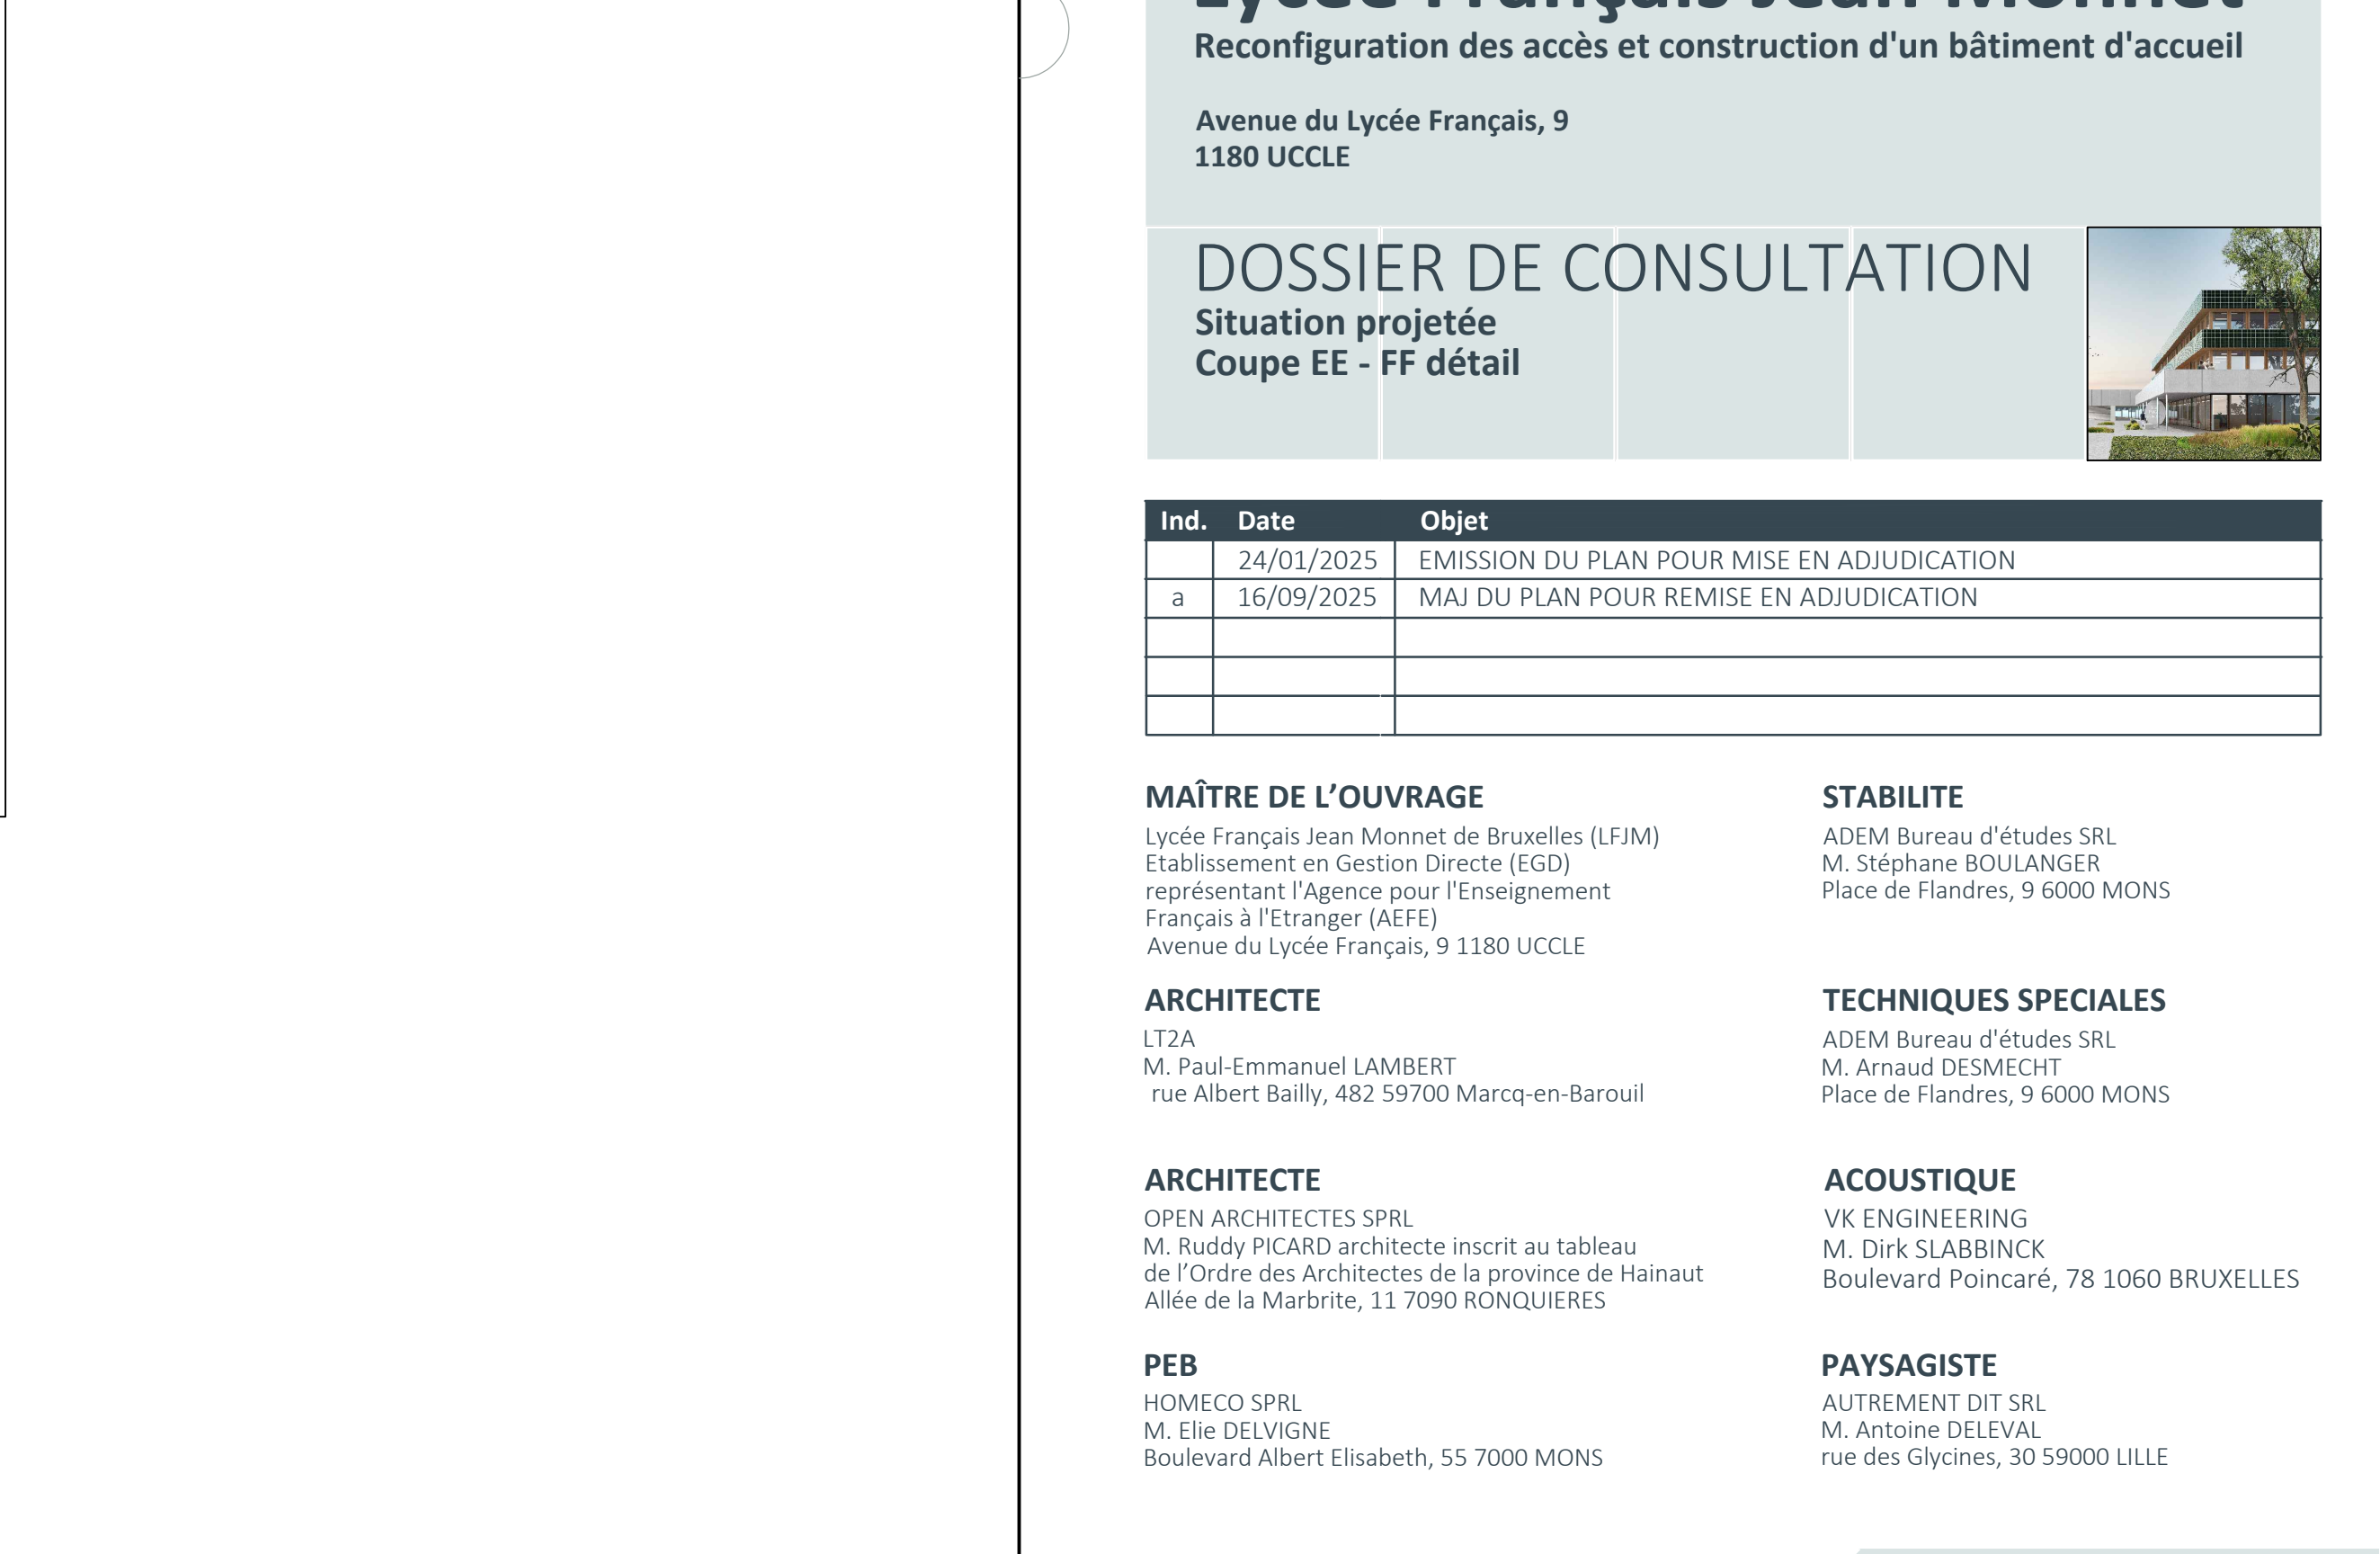 Lycée Français Jean Monnet
Reconfiguration des accès et construction d'un bâtiment d'accueil
Avenue du Lycée Français, 9
1180 UCCLE
DOSSIER DE CONSULTATION
Situation projetée
Coupe EE - FF détail
Ind. Date Objet
24/01/2025 EMISSION DU PLAN POUR MISE EN ADJUDICATION
a 16/09/2025 MAJ DU PLAN POUR REMISE EN ADJUDICATION
MAÎTRE DE L’OUVRAGE
Lycée Français Jean Monnet de Bruxelles (LFJM)
Etablissement en Gestion Directe (EGD)
représentant l'Agence pour l'Enseignement
Français à l'Etranger (AEFE)
Avenue du Lycée Français, 9 1180 UCCLE
STABILITE
ADEM Bureau d'études SRL
M. Stéphane BOULANGER
Place de Flandres, 9 6000 MONS
ARCHITECTE
LT2A
M. Paul-Emmanuel LAMBERT
rue Albert Bailly, 482 59700 Marcq-en-Barouil
TECHNIQUES SPECIALES
ADEM Bureau d'études SRL
M. Arnaud DESMECHT
Place de Flandres, 9 6000 MONS
ARCHITECTE
OPEN ARCHITECTES SPRL
M. Ruddy PICARD architecte inscrit au tableau
de l’Ordre des Architectes de la province de Hainaut
Allée de la Marbrite, 11 7090 RONQUIERES
ACOUSTIQUE
VK ENGINEERING
M. Dirk SLABBINCK
Boulevard Poincaré, 78 1060 BRUXELLES
PEB
HOMECO SPRL
M. Elie DELVIGNE
Boulevard Albert Elisabeth, 55 7000 MONS
PAYSAGISTE
AUTREMENT DIT SRL
M. Antoine DELEVAL
rue des Glycines, 30 59000 LILLE